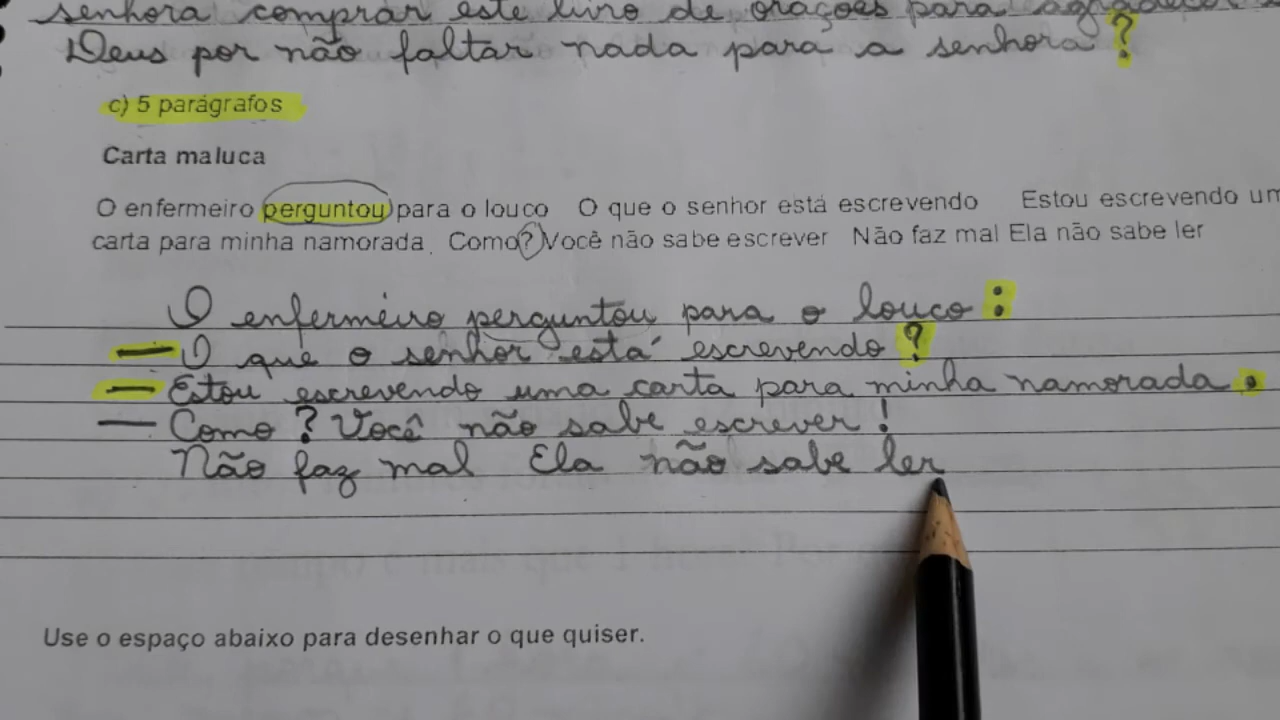 senhora comprar este livro de orações para agradecer a
Deus por não faltar nada para a senhora?
c) 5 parágrafos
Carta maluca
O enfermeiro perguntou para o louco O que o senhor está escrevendo Estou escrevendo um
carta para minha namorada. Como? Você não sabe escrever Não faz mal Ela não sabe ler
O enfermeiro perguntou para o louco:
— O que o senhor está escrevendo?
— Estou escrevendo uma carta para minha namorada.
— Como? Você não sabe escrever!
Não faz mal Ela não sabe ler
Use o espaço abaixo para desenhar o que quiser.